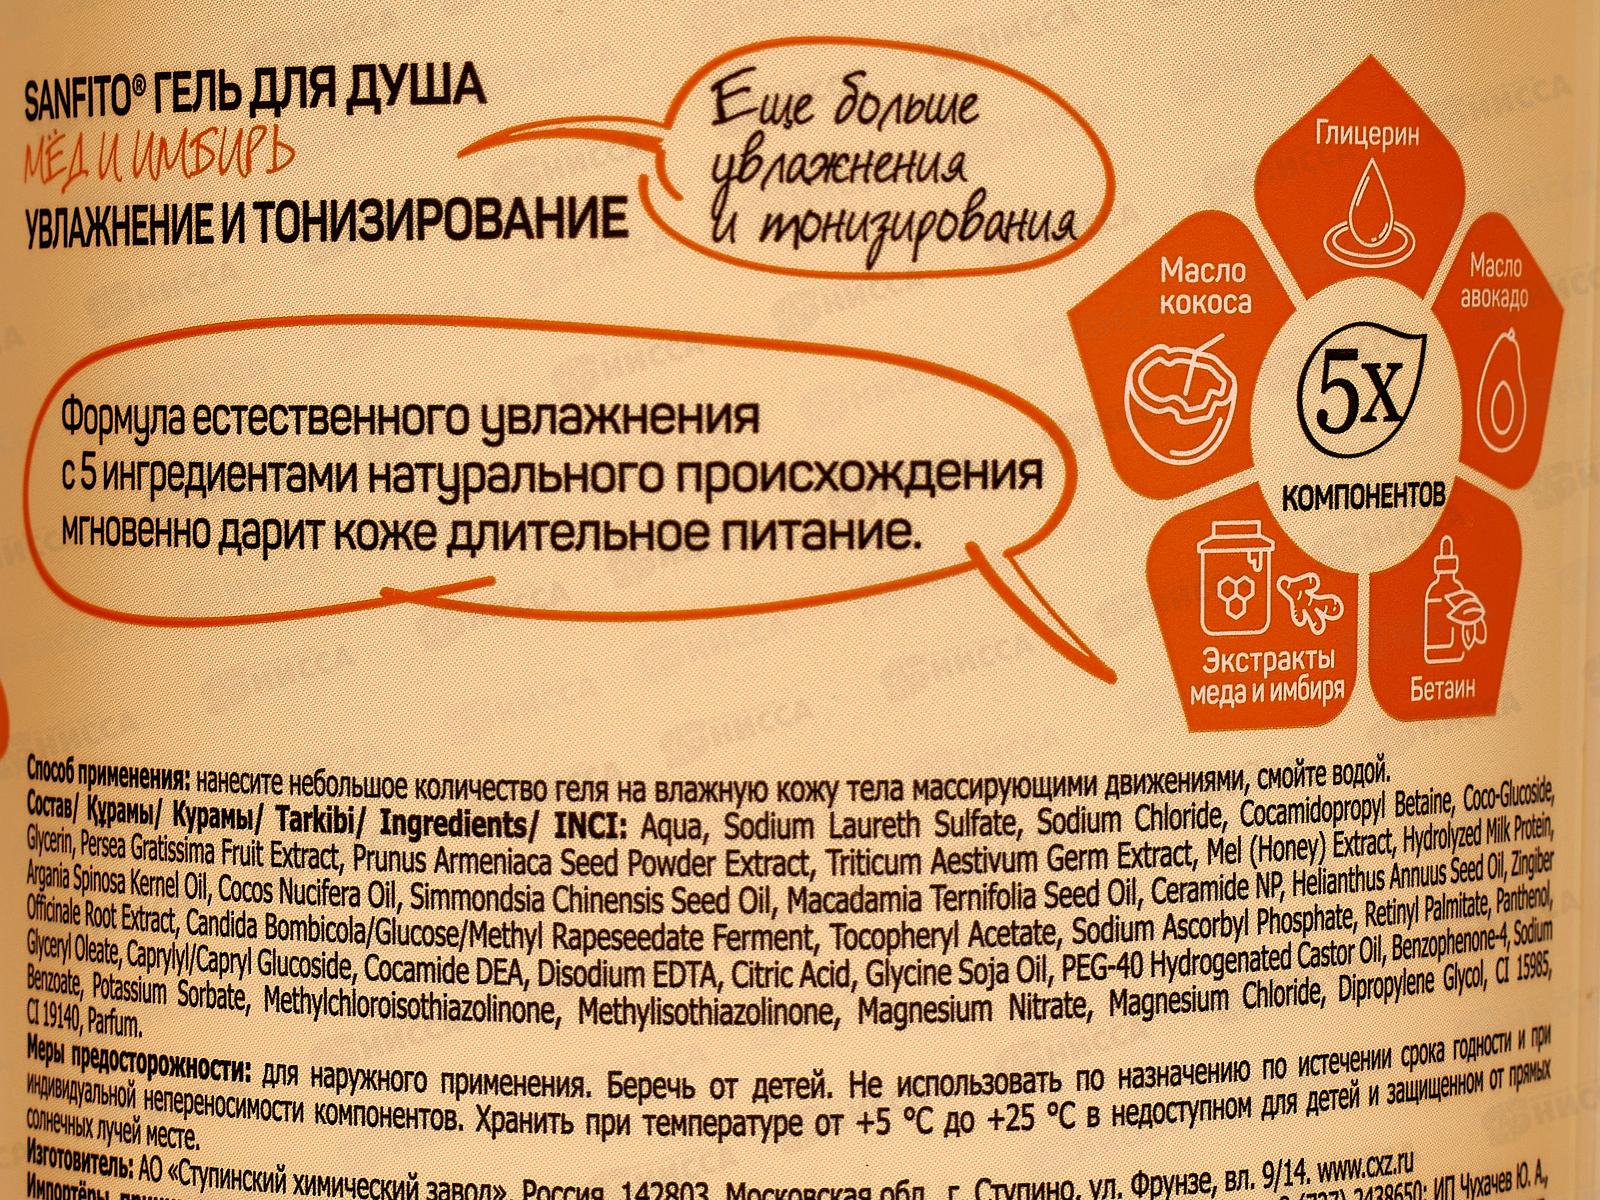 SANFITO® ГЕЛЬ ДЛЯ ДУША
МЁД И ИМБИРЬ
УВЛАЖНЕНИЕ И ТОНИЗИРОВАНИЕ
Еще больше
увлажнения
и тонизирования
Формула естественного увлажнения
с 5 ингредиентами натурального происхождения
мгновенно дарит коже длительное питание.
Глицерин
Масло
кокоса
Масло
авокадо
5x
КОМПОНЕНТОВ
Экстракты
меда и имбиря
Бетаин
Способ применения: нанесите небольшое количество геля на влажную кожу тела массирующими движениями, смойте водой.
Состав/ Құрамы/ Курамы/ Tarkibi/ Ingredients/ INCI: Aqua, Sodium Laureth Sulfate, Sodium Chloride, Cocamidopropyl Betaine, Coco-Glucoside,
Glycerin, Persea Gratissima Fruit Extract, Prunus Armeniaca Seed Powder Extract, Triticum Aestivum Germ Extract, Mel (Honey) Extract, Hydrolyzed Milk Protein,
Argania Spinosa Kernel Oil, Cocos Nucifera Oil, Simmondsia Chinensis Seed Oil, Macadamia Ternifolia Seed Oil, Ceramide NP, Helianthus Annuus Seed Oil, Zingiber
Officinale Root Extract, Candida Bombicola/Glucose/Methyl Rapeseedate Ferment, Tocopheryl Acetate, Sodium Ascorbyl Phosphate, Retinyl Palmitate, Panthenol,
Glyceryl Oleate, Caprylyl/Capryl Glucoside, Cocamide DEA, Disodium EDTA, Citric Acid, Glycine Soja Oil, PEG-40 Hydrogenated Castor Oil, Benzophenone-4, Sodium
Benzoate, Potassium Sorbate, Methylchloroisothiazolinone, Methylisothiazolinone, Magnesium Nitrate, Magnesium Chloride, Dipropylene Glycol, CI 15985,
CI 19140, Parfum.
Меры предосторожности: для наружного применения. Беречь от детей. Не использовать по назначению по истечении срока годности и при
индивидуальной непереносимости компонентов. Хранить при температуре от +5 °С до +25 °С в недоступном для детей и защищенном от прямых
солнечных лучей месте.
Изготовитель: АО «Ступинский химический завод», Россия, 142803, Московская обл., г. Ступино, ул. Фрунзе, вл. 9/14. www.cxz.ru
(727) 2438650; ИП Чухачев Ю. А.,
НИССА